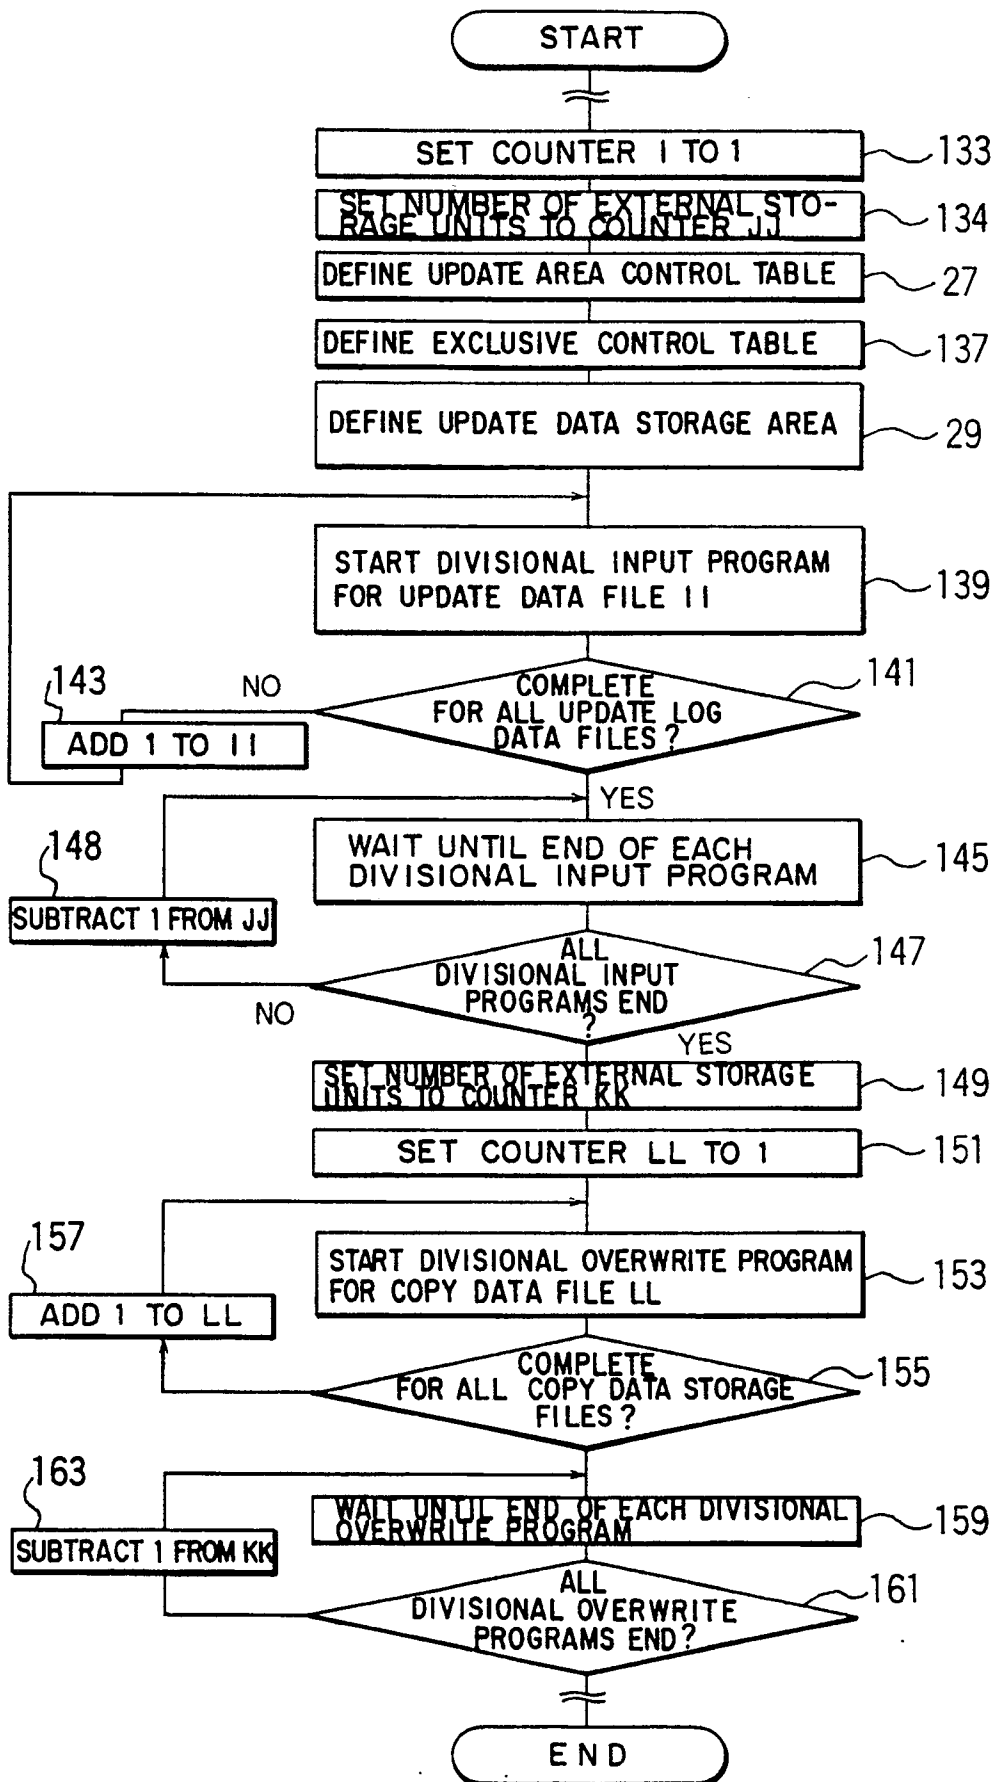 START
SET COUNTER I TO 1
133
SET NUMBER OF EXTERNAL STO-
RAGE UNITS TO COUNTER JJ
134
DEFINE UPDATE AREA CONTROL TABLE
27
DEFINE EXCLUSIVE CONTROL TABLE
137
DEFINE UPDATE DATA STORAGE AREA
29
START DIVISIONAL INPUT PROGRAM
FOR UPDATE DATA FILE II
139
COMPLETE
FOR ALL UPDATE LOG
DATA FILES?
141
NO
143
ADD 1 TO II
YES
WAIT UNTIL END OF EACH
DIVISIONAL INPUT PROGRAM
145
148
SUBTRACT 1 FROM JJ
ALL
DIVISIONAL INPUT
PROGRAMS END
?
147
NO
YES
SET NUMBER OF EXTERNAL STORAGE
UNITS TO COUNTER KK
149
SET COUNTER LL TO 1
151
START DIVISIONAL OVERWRITE PROGRAM
FOR COPY DATA FILE LL
153
157
ADD 1 TO LL
COMPLETE
FOR ALL COPY DATA STORAGE
FILES?
155
WAIT UNTIL END OF EACH DIVISIONAL
OVERWRITE PROGRAM
159
163
SUBTRACT 1 FROM KK
ALL
DIVISIONAL OVERWRITE
PROGRAMS END?
161
END